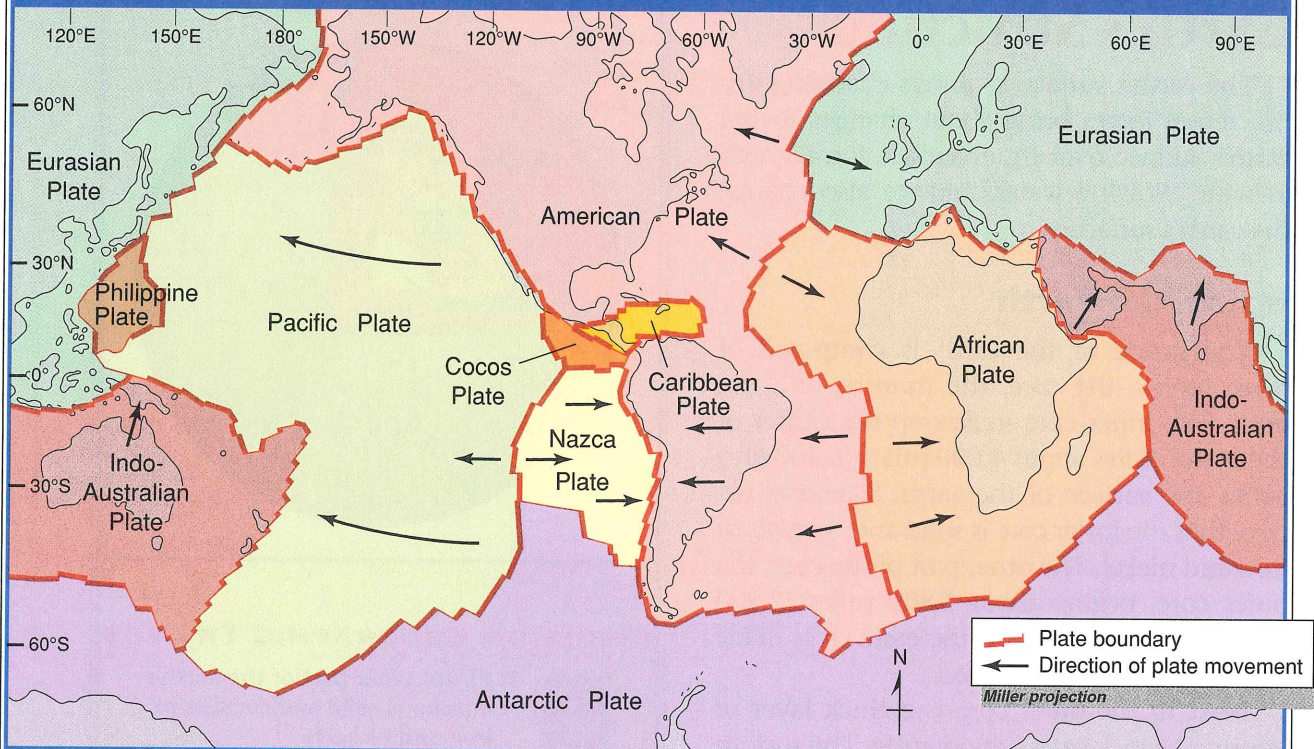 120°E 150°E 180° 150°W 120°W 90°W 60°W 30°W 0° 30°E 60°E 90°E
60°N
30°N
0°
30°S
60°S
Eurasian
Plate
Eurasian Plate
American Plate
Philippine
Plate
Pacific Plate
Cocos
Plate
Caribbean
Plate
African
Plate
Nazca
Plate
Indo-
Australian
Plate
Indo-
Australian
Plate
Antarctic Plate
N
Plate boundary
Direction of plate movement
Miller projection